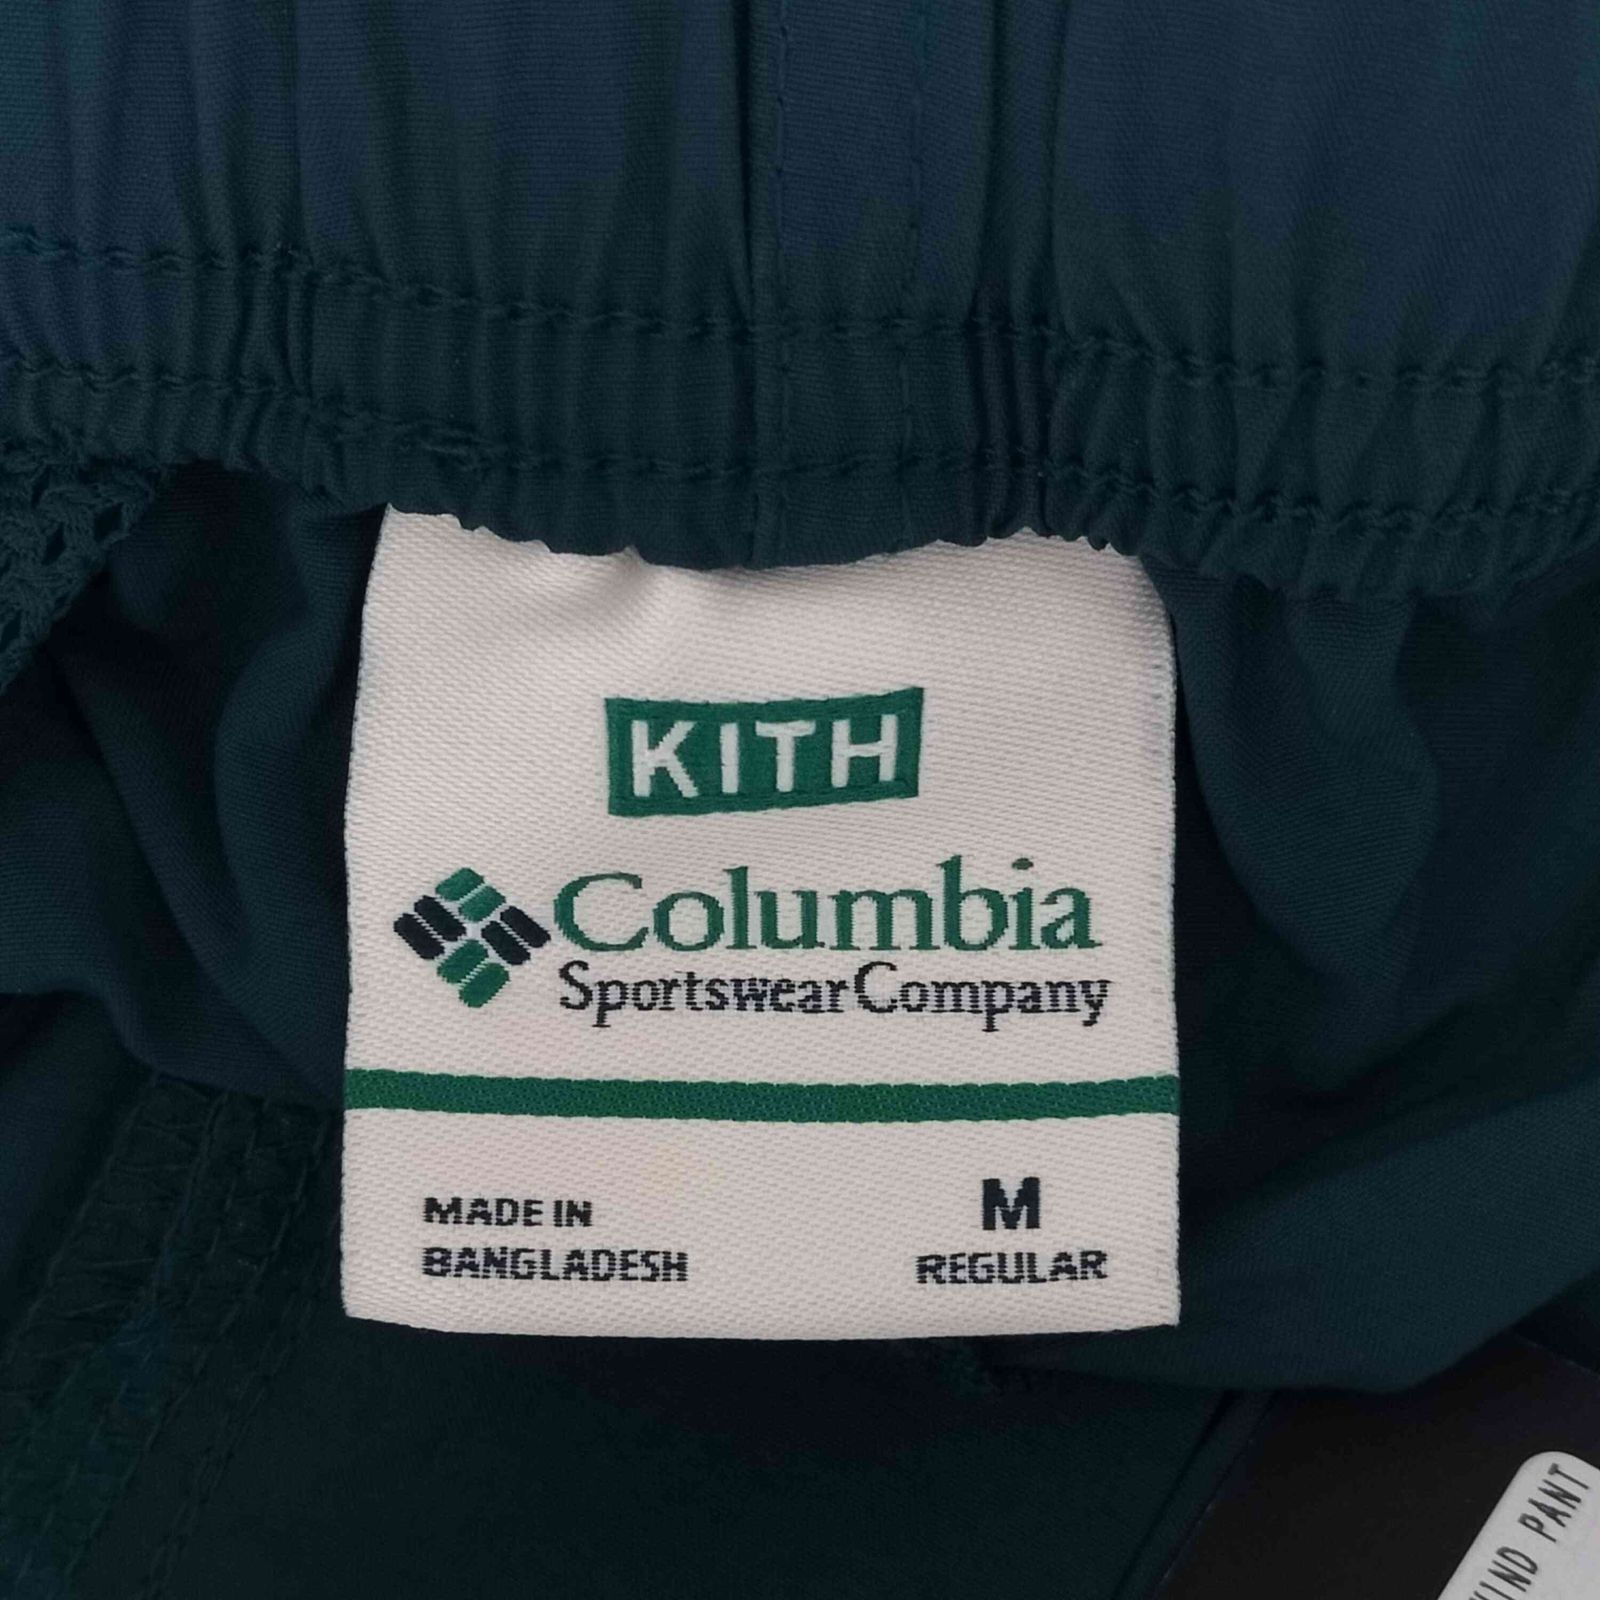 KITH
Columbia
Sportswear Company
MADE IN
BANGLADESH
M
REGULAR
WIND PANT